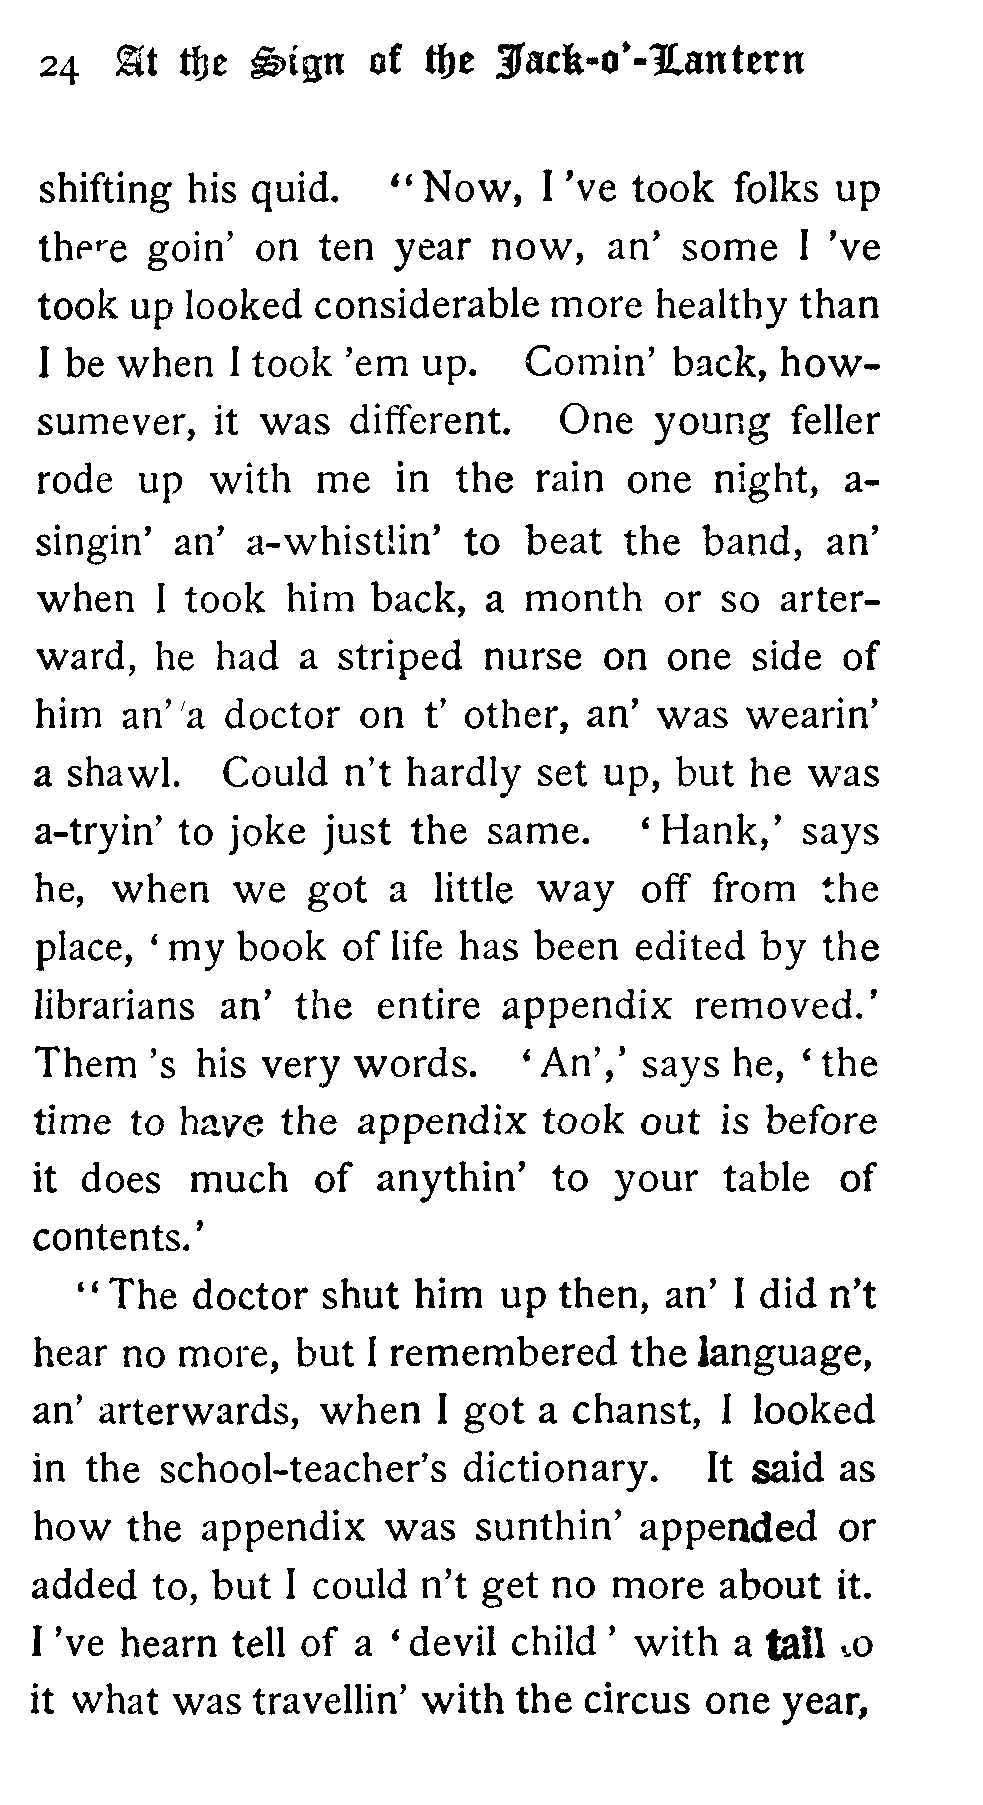 24 At the Sign of the Jack-o'-Lantern
shifting his quid. “Now, I 've took folks up
there goin' on ten year now, an' some I 've
took up looked considerable more healthy than
I be when I took 'em up. Comin' back, how-
sumever, it was different. One young feller
rode up with me in the rain one night, a-
singin' an' a-whistlin' to beat the band, an'
when I took him back, a month or so arter-
ward, he had a striped nurse on one side of
him an' a doctor on t' other, an' was wearin'
a shawl. Could n't hardly set up, but he was
a-tryin' to joke just the same. ‘Hank,’ says
he, when we got a little way off from the
place, ‘my book of life has been edited by the
librarians an' the entire appendix removed.’
Them 's his very words. ‘An',’ says he, ‘the
time to have the appendix took out is before
it does much of anythin' to your table of
contents.’
“The doctor shut him up then, an' I did n't
hear no more, but I remembered the language,
an' arterwards, when I got a chanst, I looked
in the school-teacher's dictionary. It said as
how the appendix was sunthin' appended or
added to, but I could n't get no more about it.
I 've hearn tell of a ‘devil child’ with a tail to
it what was travellin' with the circus one year,